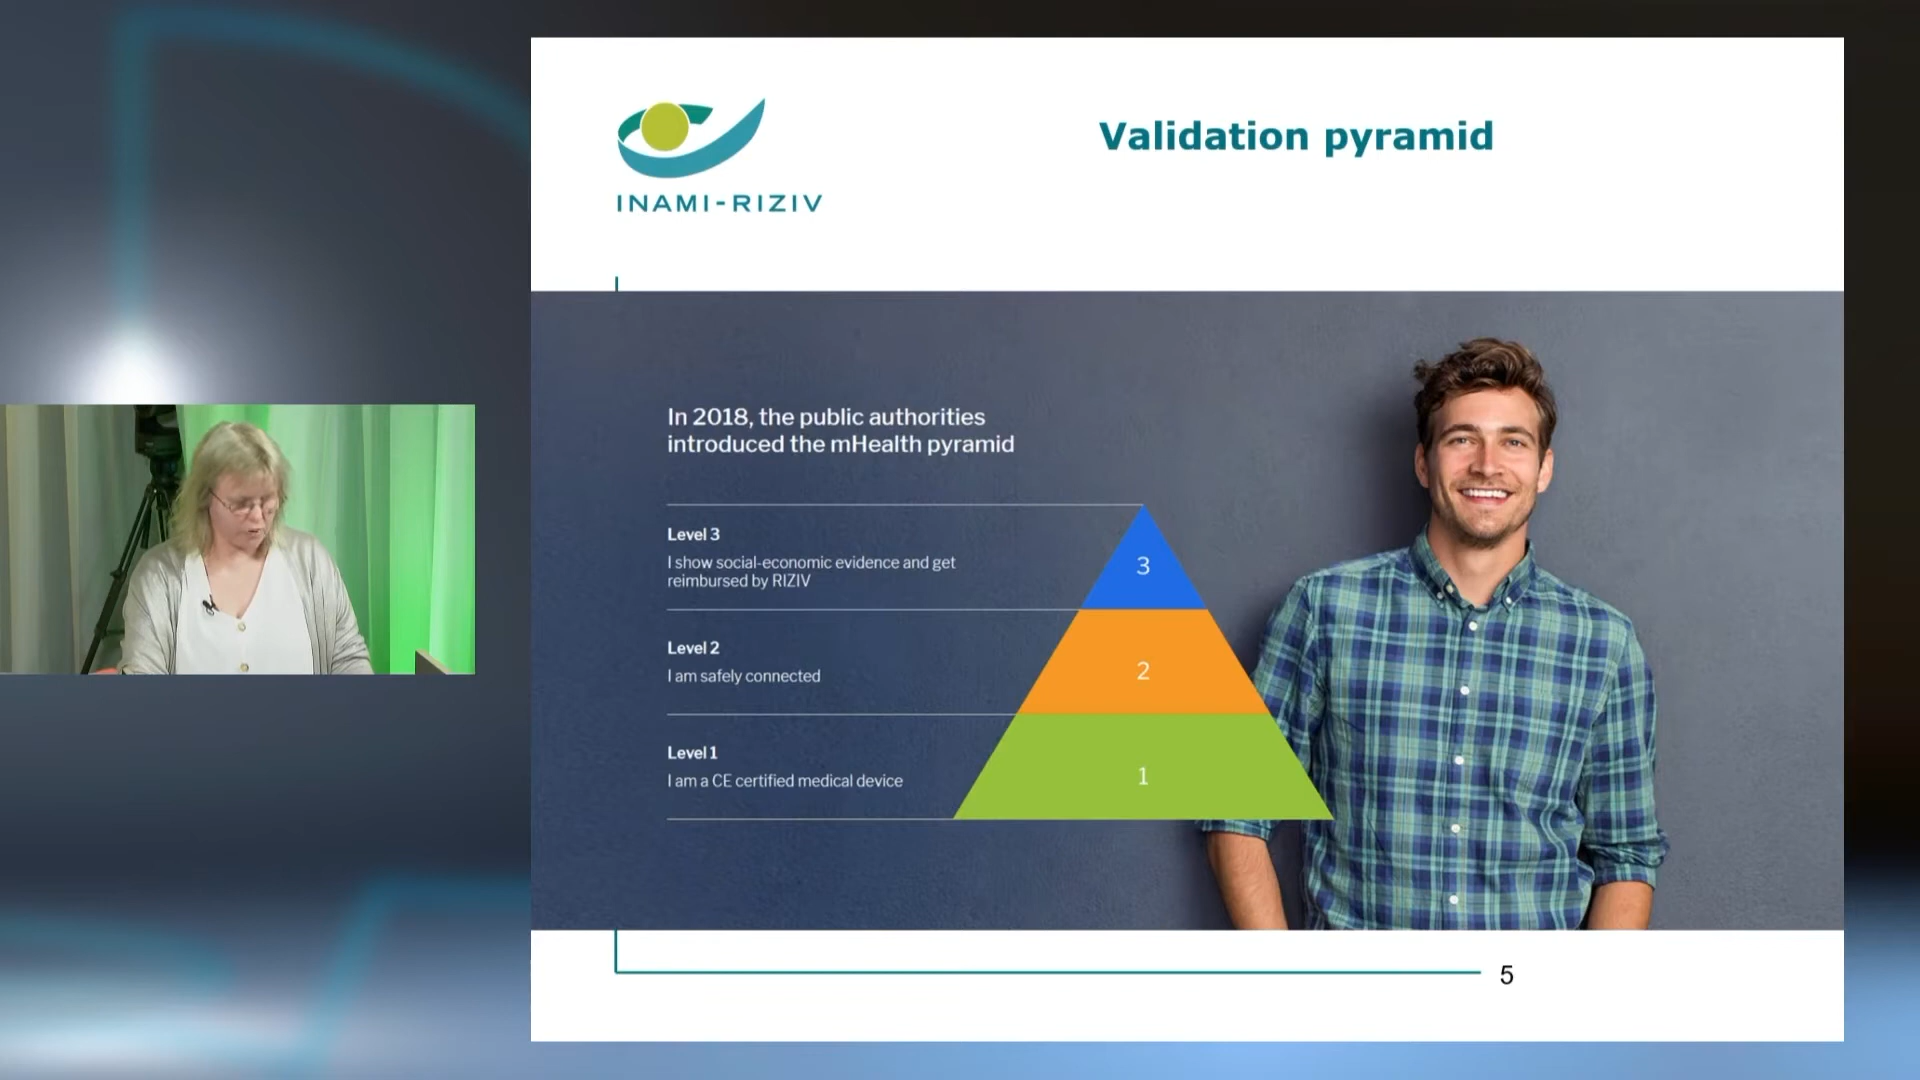 INAMI-RIZIV
Validation pyramid
In 2018, the public authorities
introduced the mHealth pyramid
Level 3
I show social-economic evidence and get
reimbursed by RIZIV
3
Level 2
I am safely connected
2
Level 1
I am a CE certified medical device
1
5